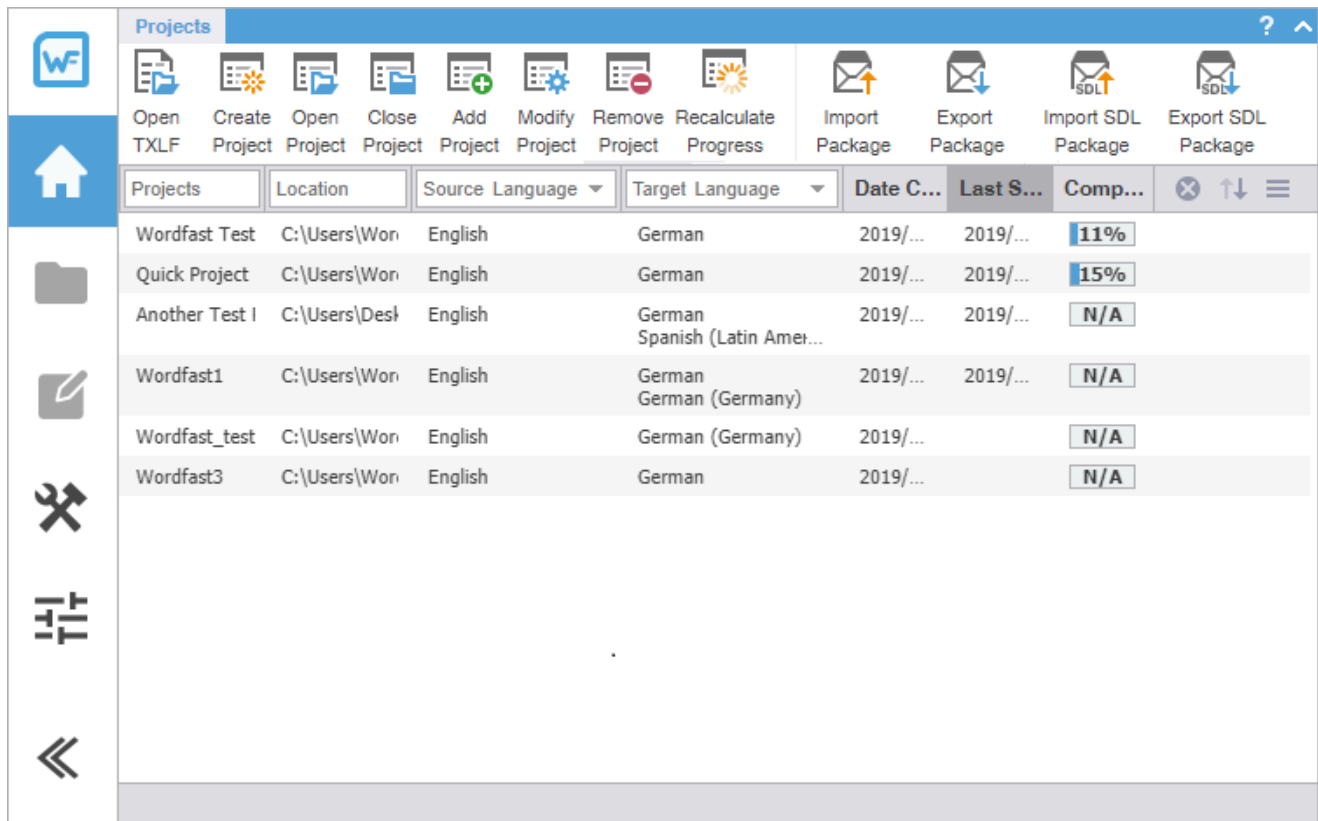 Projects ?
WF
Open TXLF
Create Project
Open Project
Close Project
Add Project
Modify Project
Remove Project
Recalculate Progress
Import Package
Export Package
SDL
Import SDL Package
SDL
Export SDL Package
Projects Location Source Language Target Language Date C... Last S... Comp...
Wordfast Test C:\Users\Wor English German 2019/... 2019/... 11%
Quick Project C:\Users\Wor English German 2019/... 2019/... 15%
Another Test C:\Users\Desk English German 2019/... 2019/... N/A
Spanish (Latin Amer...
Wordfast1 C:\Users\Wor English German 2019/... 2019/... N/A
German (Germany)
Wordfast_test C:\Users\Wor English German (Germany) 2019/... N/A
Wordfast3 C:\Users\Wor English German 2019/... N/A